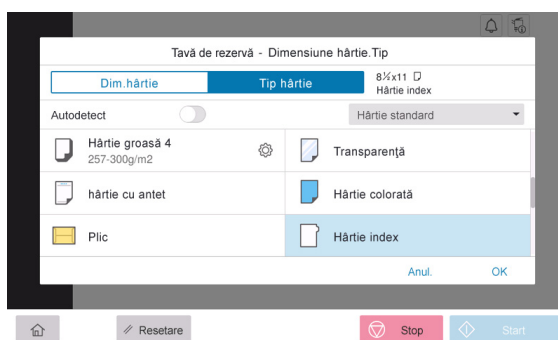 Tavă de rezervă - Dimensiune hârtie.Tip
Dim.hârtie
Tip hârtie
8½x11
Hârtie index
Autodetect
Hârtie standard
Hârtie groasă 4
257-300g/m2
Transparenţă
hârtie cu antet
Hârtie colorată
Plic
Hârtie index
Anul.
OK
Resetare
Stop
Start